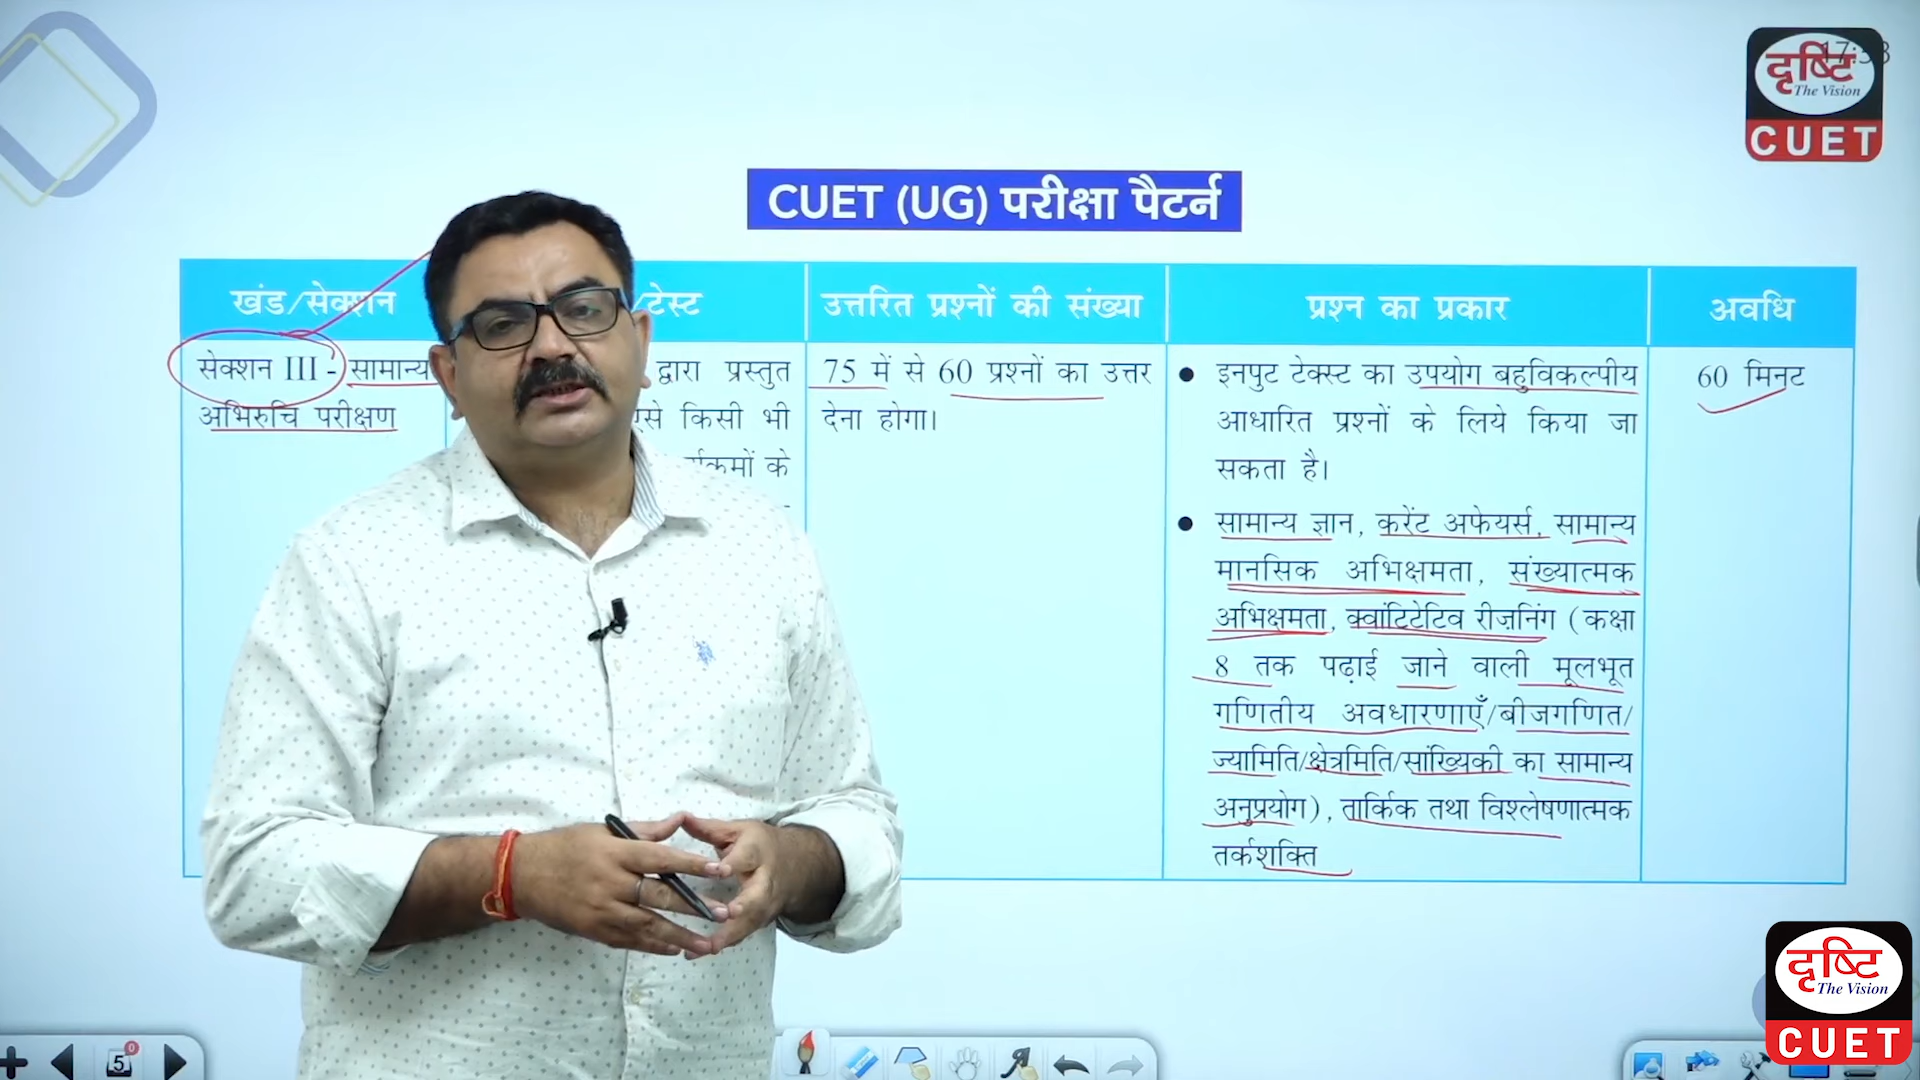 दृष्टि
The Vision
CUET
CUET (UG) परीक्षा पैटर्न
खंड/सेक्शन
/टेस्ट
उत्तरित प्रश्नों की संख्या
प्रश्न का प्रकार
अवधि
सेक्शन III - सामान्य
अभिरुचि परीक्षण
द्वारा प्रस्तुत
किसी भी
के
75 में से 60 प्रश्नों का उत्तर
देना होगा।
● इनपुट टेक्स्ट का उपयोग बहुविकल्पीय
आधारित प्रश्नों के लिये किया जा
सकता है।
● सामान्य ज्ञान, करेंट अफेयर्स, सामान्य
मानसिक अभिक्षमता, संख्यात्मक
अभिक्षमता, क्वांटिटेटिव रीज़निंग (कक्षा
8 तक पढ़ाई जाने वाली मूलभूत
गणितीय अवधारणाएँ/बीजगणित/
ज्यामिति/क्षेत्रमिति/सांख्यिकी का सामान्य
अनुप्रयोग), तार्किक तथा विश्लेषणात्मक
तर्कशक्ति
60 मिनट
5
0
दृष्टि
The Vision
CUET